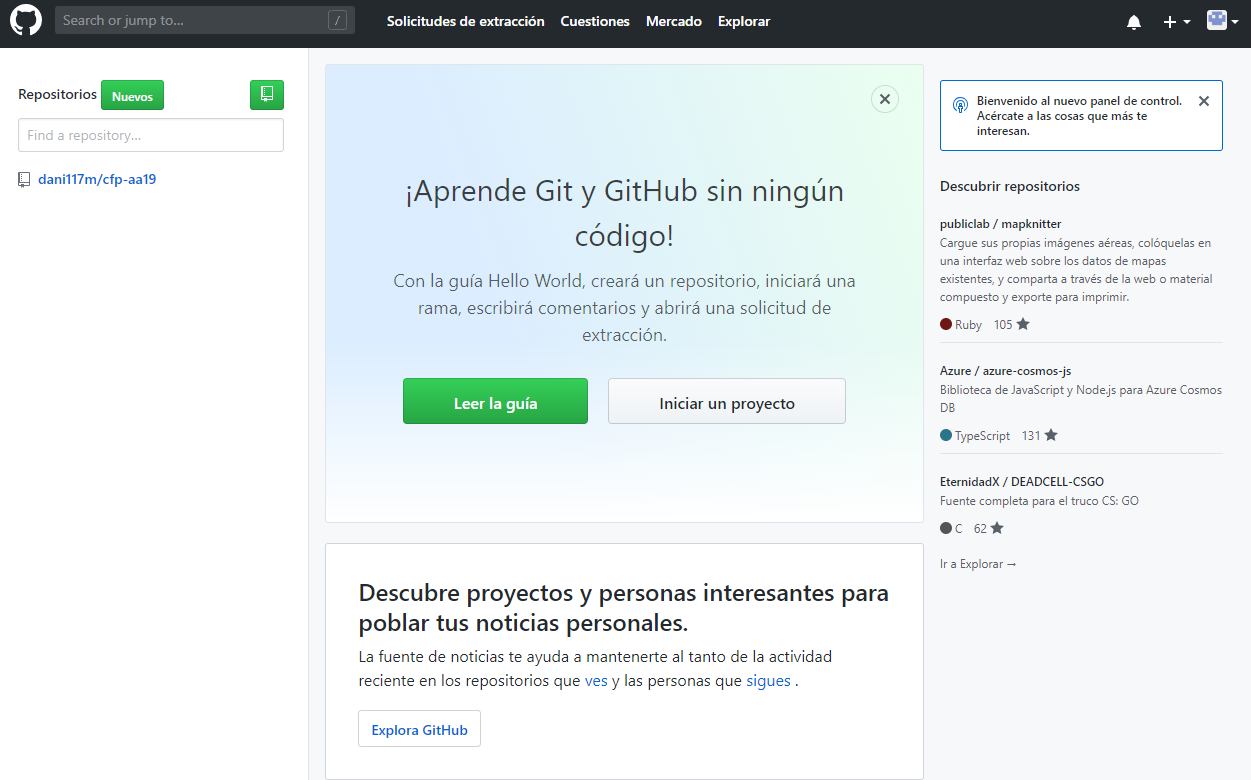 Search or jump to...
/
Solicitudes de extracción
Cuestiones
Mercado
Explorar
Repositorios
Nuevos
Find a repository...
dani117m/cfp-aa19
¡Aprende Git y GitHub sin ningún
código!
Con la guía Hello World, creará un repositorio, iniciará una
rama, escribirá comentarios y abrirá una solicitud de
extracción.
Leer la guía
Iniciar un proyecto
Descubre proyectos y personas interesantes para
poblar tus noticias personales.
La fuente de noticias te ayuda a mantenerte al tanto de la actividad
reciente en los repositorios que ves y las personas que sigues .
Explora GitHub
Bienvenido al nuevo panel de control.
Acércate a las cosas que más te
interesan.
Descubrir repositorios
publiclab / mapknitter
Cargue sus propias imágenes aéreas, colóquelas en
una interfaz web sobre los datos de mapas
existentes, y comparta a través de la web o material
compuesto y exporte para imprimir.
Ruby 105
Azure / azure-cosmos-js
Biblioteca de JavaScript y Node.js para Azure Cosmos
DB
TypeScript 131
EternidadX / DEADCELL-CSGO
Fuente completa para el truco CS: GO
C 62
Ir a Explorar →